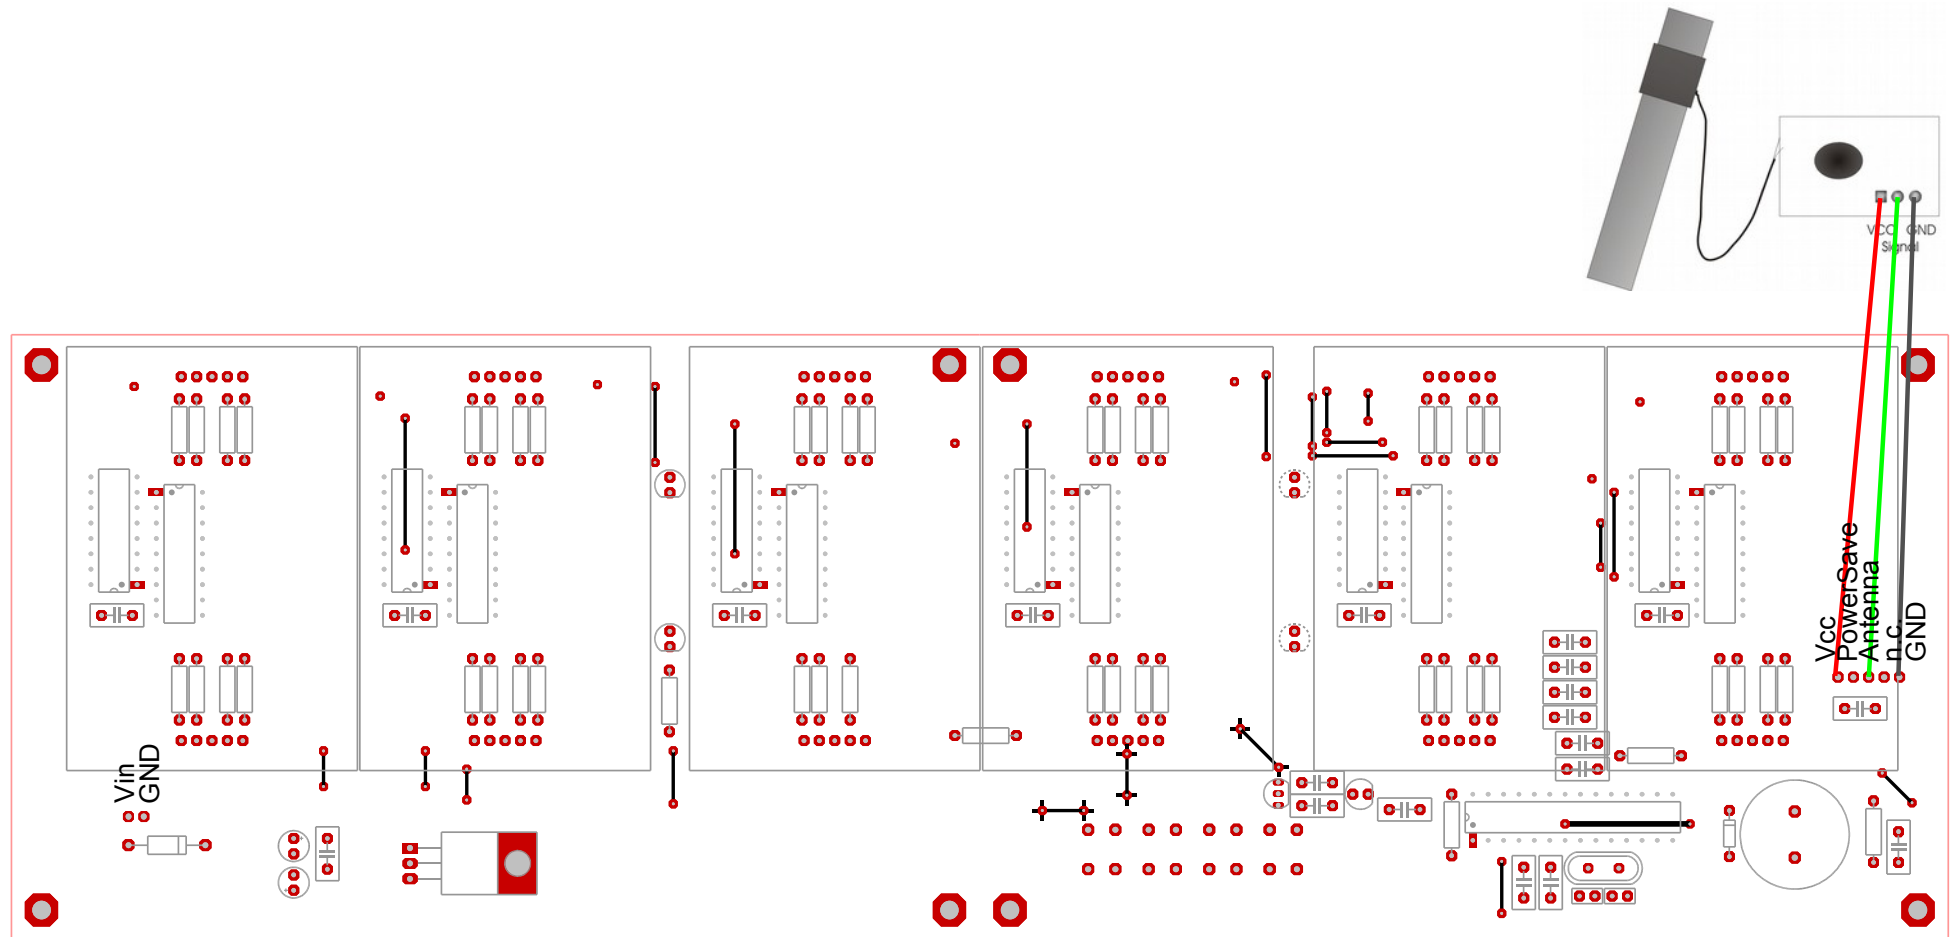 VCC GND
Signal
Vcc
PowerSave
Antenna
n.c.
GND
Vin
GND